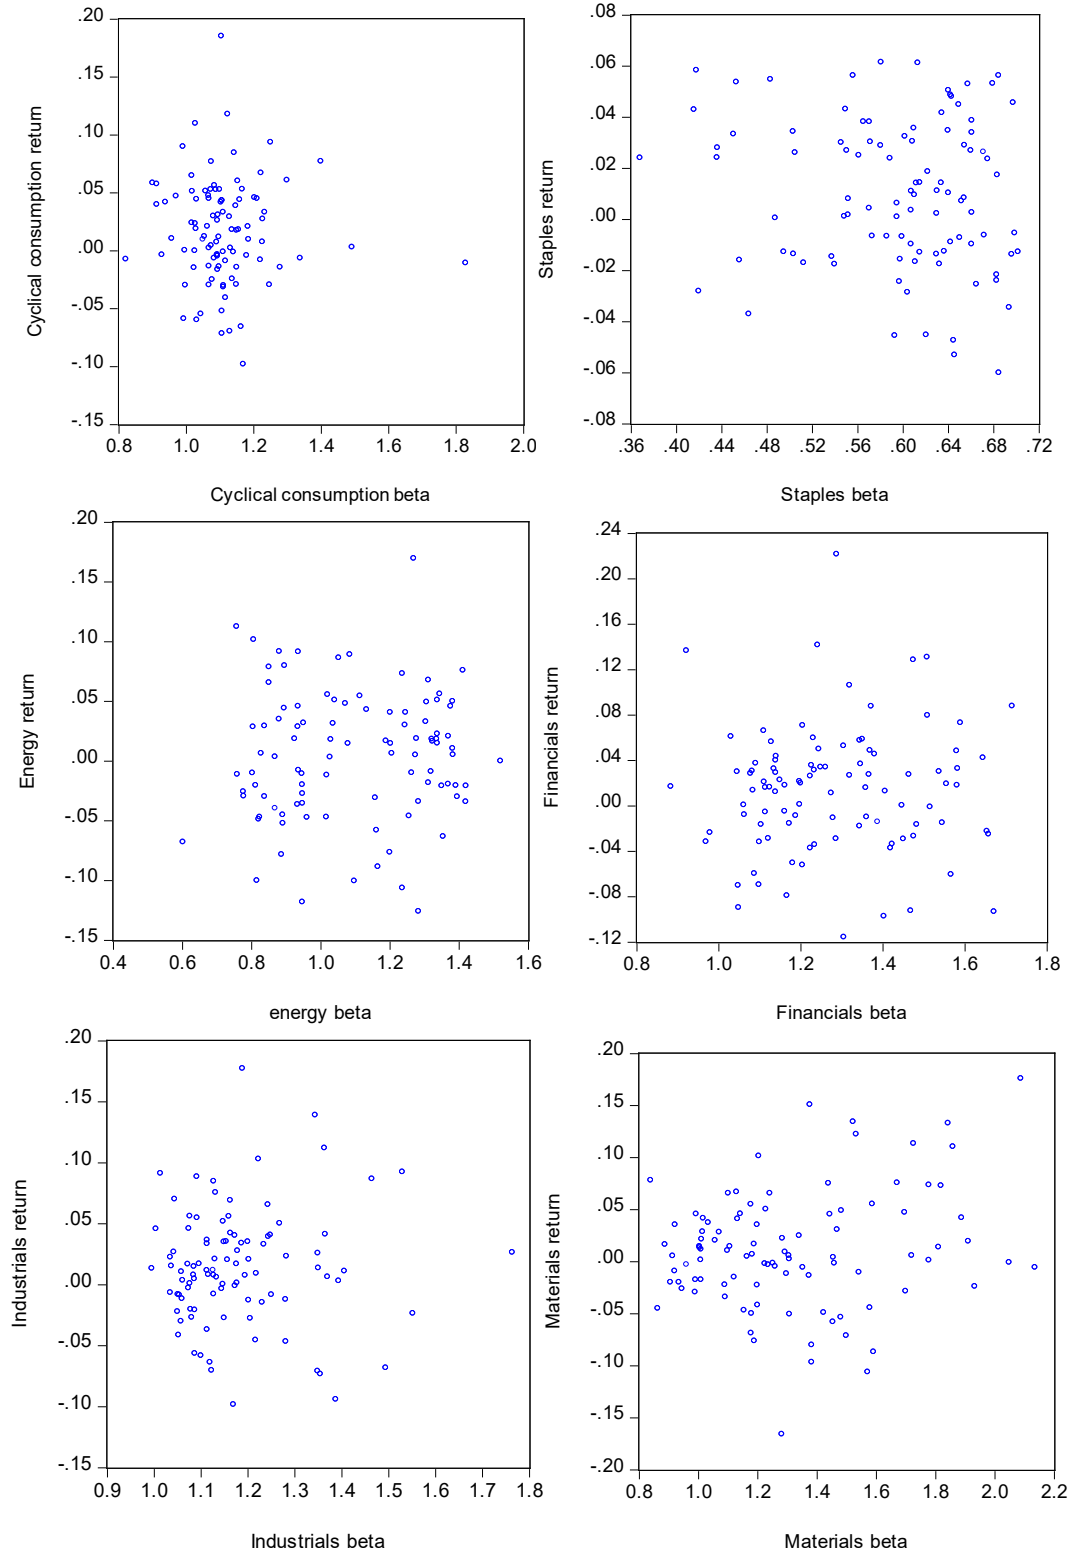 .20
.15
.10
.05
.00
-.05
-.10
-.15
0.8 1.0 1.2 1.4 1.6 1.8 2.0
Cyclical consumption return
Cyclical consumption beta
.08
.06
.04
.02
.00
-.02
-.04
-.06
-.08
.36 .40 .44 .48 .52 .56 .60 .64 .68 .72
Staples return
Staples beta
.20
.15
.10
.05
.00
-.05
-.10
-.15
0.4 0.6 0.8 1.0 1.2 1.4 1.6
Energy return
energy beta
.24
.20
.16
.12
.08
.04
.00
-.04
-.08
-.12
0.8 1.0 1.2 1.4 1.6 1.8
Financials return
Financials beta
.20
.15
.10
.05
.00
-.05
-.10
-.15
0.9 1.0 1.1 1.2 1.3 1.4 1.5 1.6 1.7 1.8
Industrials return
Industrials beta
.20
.15
.10
.05
.00
-.05
-.10
-.15
-.20
0.8 1.0 1.2 1.4 1.6 1.8 2.0 2.2
Materials return
Materials beta